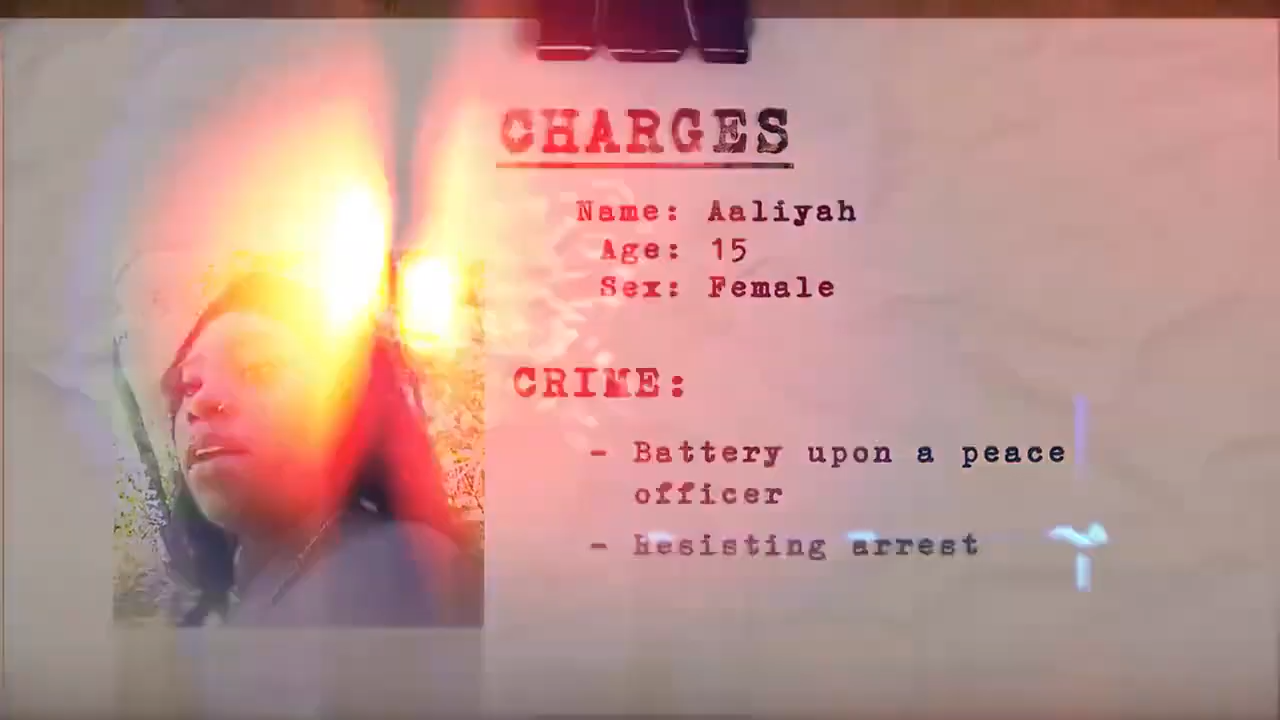 CHARGES
Name: Aaliyah
Age: 15
Sex: Female
CRIME:
- Battery upon a peace
officer
- Resisting arrest